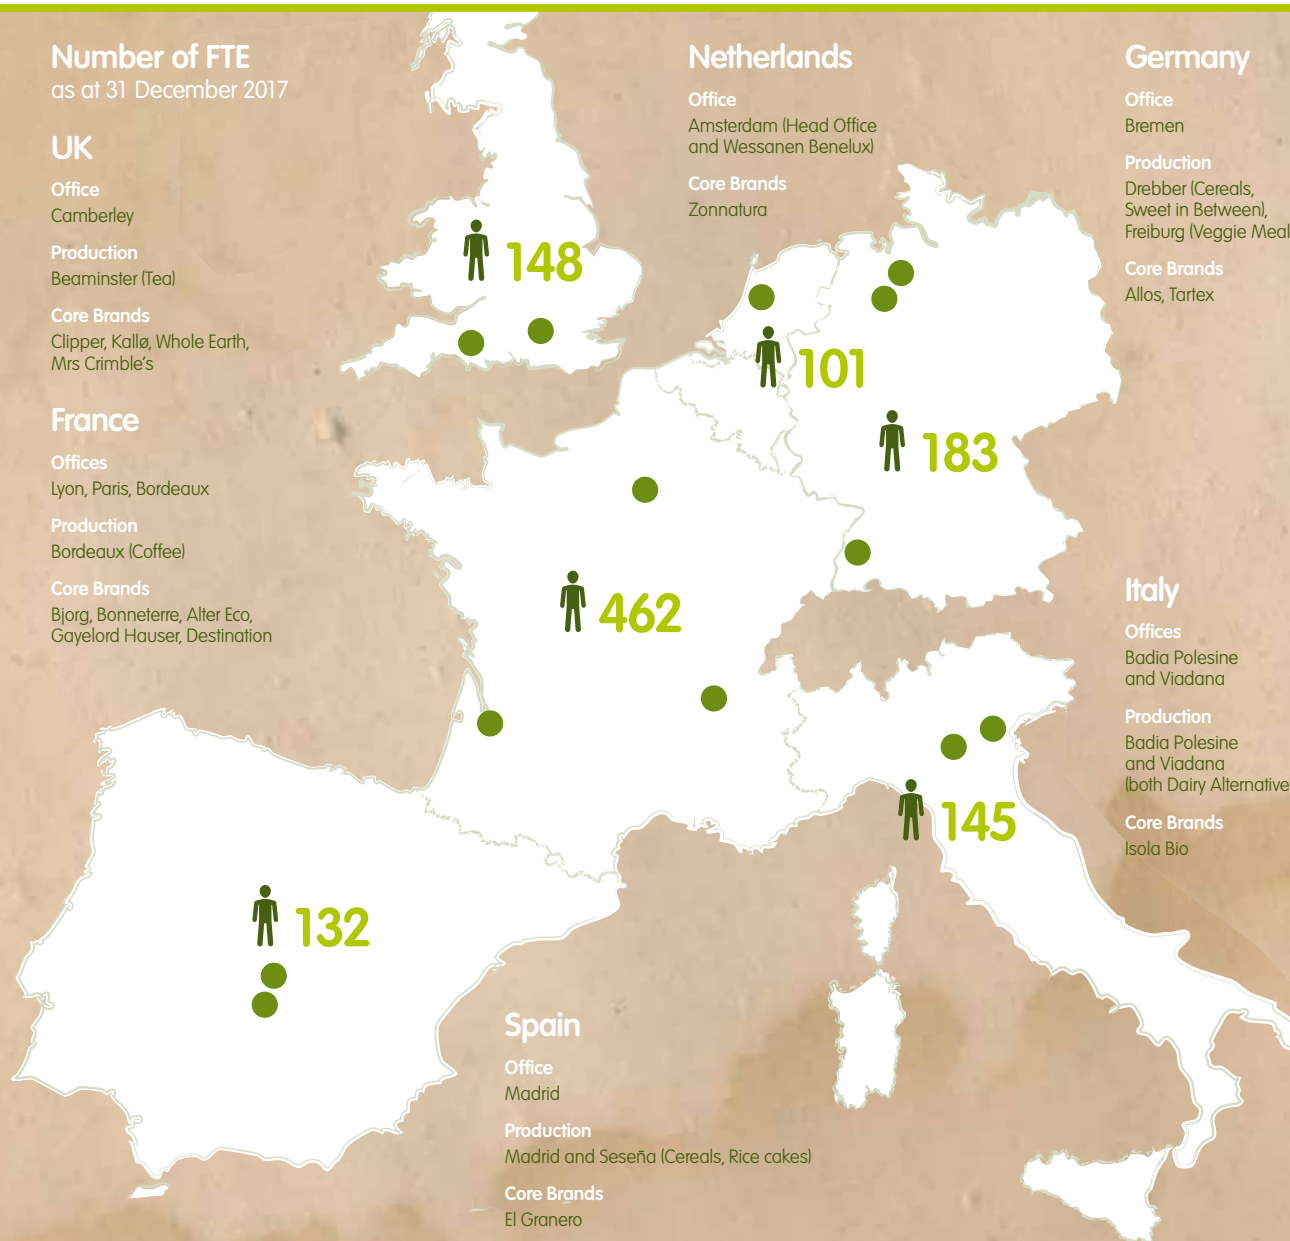 Number of FTE
as at 31 December 2017
UK
Office
Camberley
Production
Beaminster (Tea)
Core Brands
Clipper, Kallø, Whole Earth,
Mrs Crimble's
France
Offices
Lyon, Paris, Bordeaux
Production
Bordeaux (Coffee)
Core Brands
Bjorg, Bonneterre, Alter Eco,
Gayelord Hauser, Destination
Netherlands
Office
Amsterdam (Head Office
and Wessanen Benelux)
Core Brands
Zonnatura
Germany
Office
Bremen
Production
Drebber (Cereals,
Sweet in Between),
Freiburg (Veggie Meal
Core Brands
Allos, Tartex
148
101
183
462
145
132
Italy
Offices
Badia Polesine
and Viadana
Production
Badia Polesine
and Viadana
(both Dairy Alternative
Core Brands
Isola Bio
Spain
Office
Madrid
Production
Madrid and Seseña (Cereals, Rice cakes)
Core Brands
El Granero